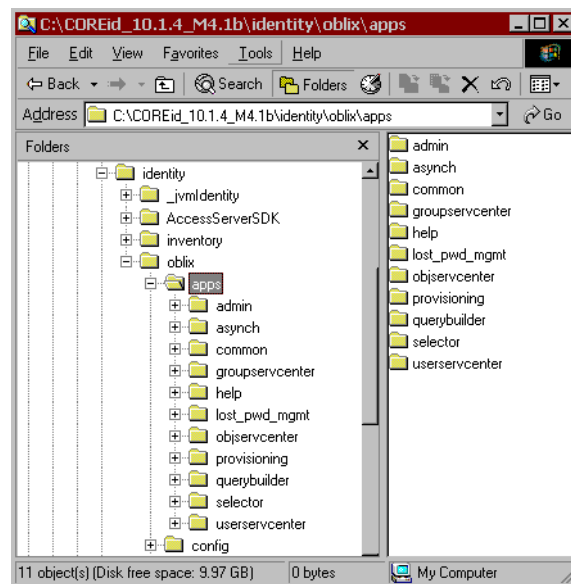 C:\COREid_10.1.4_M4.1b\identity\oblix\apps
File Edit View Favorites Tools Help
Back Search Folders
Address C:\COREid_10.1.4_M4.1b\identity\oblix\apps Go
Folders
identity
_jvmIdentity
AccessServerSDK
inventory
oblix
apps
admin
asynch
common
groupservcenter
help
lost_pwd_mgmt
objservcenter
provisioning
querybuilder
selector
userservcenter
config
admin
asynch
common
groupservcenter
help
lost_pwd_mgmt
objservcenter
provisioning
querybuilder
selector
userservcenter
11 object(s) (Disk free space: 9.97 GB) 0 bytes My Computer